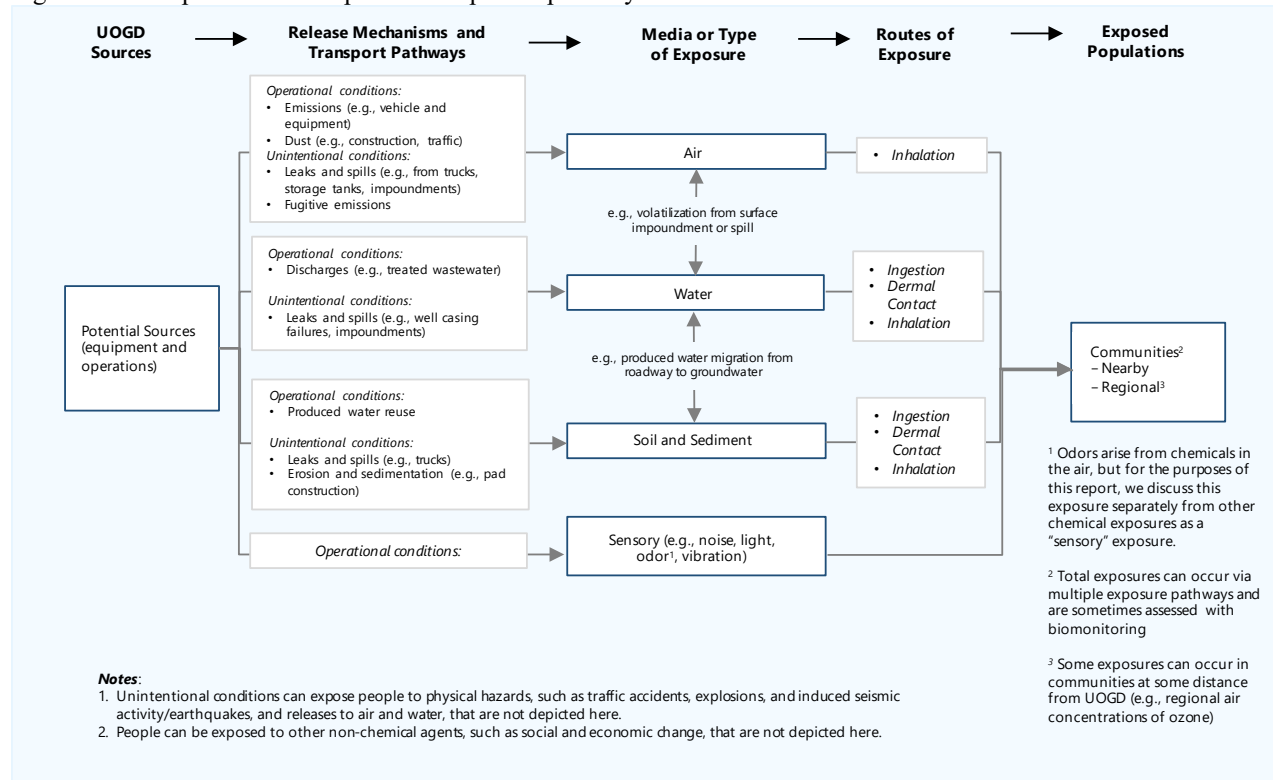 UOGD
Sources
Release Mechanisms and
Transport Pathways
Media or Type
of Exposure
Routes of
Exposure
Exposed
Populations
Potential Sources
(equipment and
operations)
Operational conditions:
• Emissions (e.g., vehicle and
equipment)
• Dust (e.g., construction, traffic)
Unintentional conditions:
• Leaks and spills (e.g., from trucks,
storage tanks, impoundments)
• Fugitive emissions
Air
• Inhalation
e.g., volatilization from surface
impoundment or spill
Operational conditions:
• Discharges (e.g., treated wastewater)
Unintentional conditions:
• Leaks and spills (e.g., well casing
failures, impoundments)
Water
• Ingestion
• Dermal
Contact
• Inhalation
e.g., produced water migration from
roadway to groundwater
Operational conditions:
• Produced water reuse
Unintentional conditions:
• Leaks and spills (e.g., trucks)
• Erosion and sedimentation (e.g., pad
construction)
Soil and Sediment
• Ingestion
• Dermal
Contact
• Inhalation
Operational conditions:
Sensory (e.g., noise, light,
odor¹, vibration)
Communities²
– Nearby
– Regional³
¹ Odors arise from chemicals in
the air, but for the purposes of
this report, we discuss this
exposure separately from other
chemical exposures as a
“sensory” exposure.
² Total exposures can occur via
multiple exposure pathways and
are sometimes assessed with
biomonitoring
³ Some exposures can occur in
communities at some distance
from UOGD (e.g., regional air
concentrations of ozone)
Notes:
1. Unintentional conditions can expose people to physical hazards, such as traffic accidents, explosions, and induced seismic
activity/earthquakes, and releases to air and water, that are not depicted here.
2. People can be exposed to other non-chemical agents, such as social and economic change, that are not depicted here.